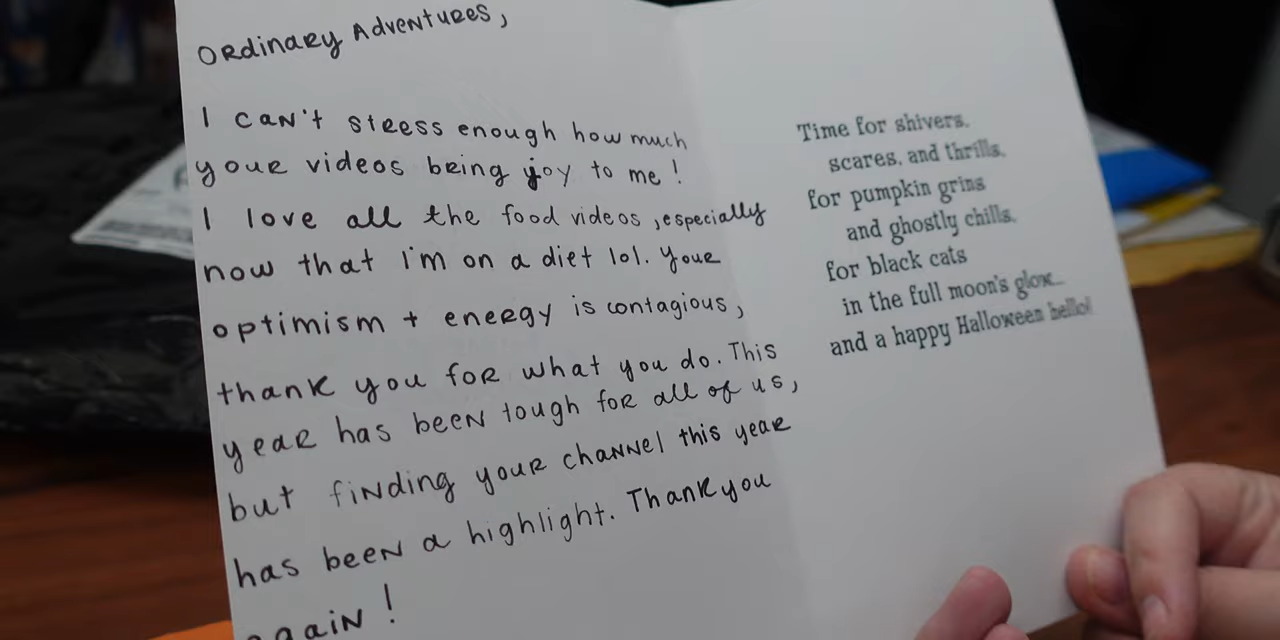 Ordinary Adventures,
I can't stress enough how much
your videos being joy to me!
I love all the food videos, especially
now that I'm on a diet lol. Your
optimism + energy is contagious,
thank you for what you do. This
year has been tough for all of us,
but finding your channel this year
has been a highlight. Thank you
again!
Time for shivers,
scares, and thrills,
for pumpkin grins
and ghostly chills,
for black cats
in the full moon's glow...
and a happy Halloween hello!